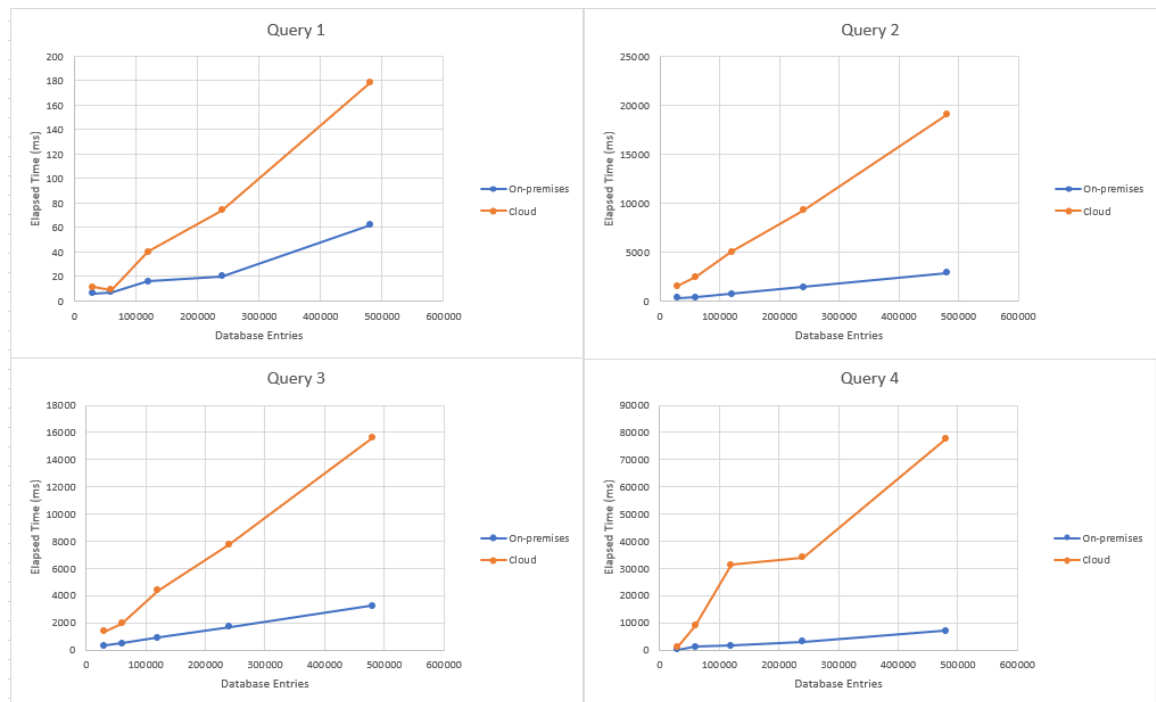 Query 1
200
180
160
140
120
100
80
60
40
20
0
Elapsed Time (ms)
0 100000 200000 300000 400000 500000 600000
Database Entries
On-premises
Cloud
Query 2
25000
20000
15000
10000
5000
0
Elapsed Time (ms)
0 100000 200000 300000 400000 500000 600000
Database Entries
On-premises
Cloud
Query 3
18000
16000
14000
12000
10000
8000
6000
4000
2000
0
Elapsed Time (ms)
0 100000 200000 300000 400000 500000 600000
Database Entries
On-premises
Cloud
Query 4
90000
80000
70000
60000
50000
40000
30000
20000
10000
0
Elapsed Time (ms)
0 100000 200000 300000 400000 500000 600000
Database Entries
On-premises
Cloud